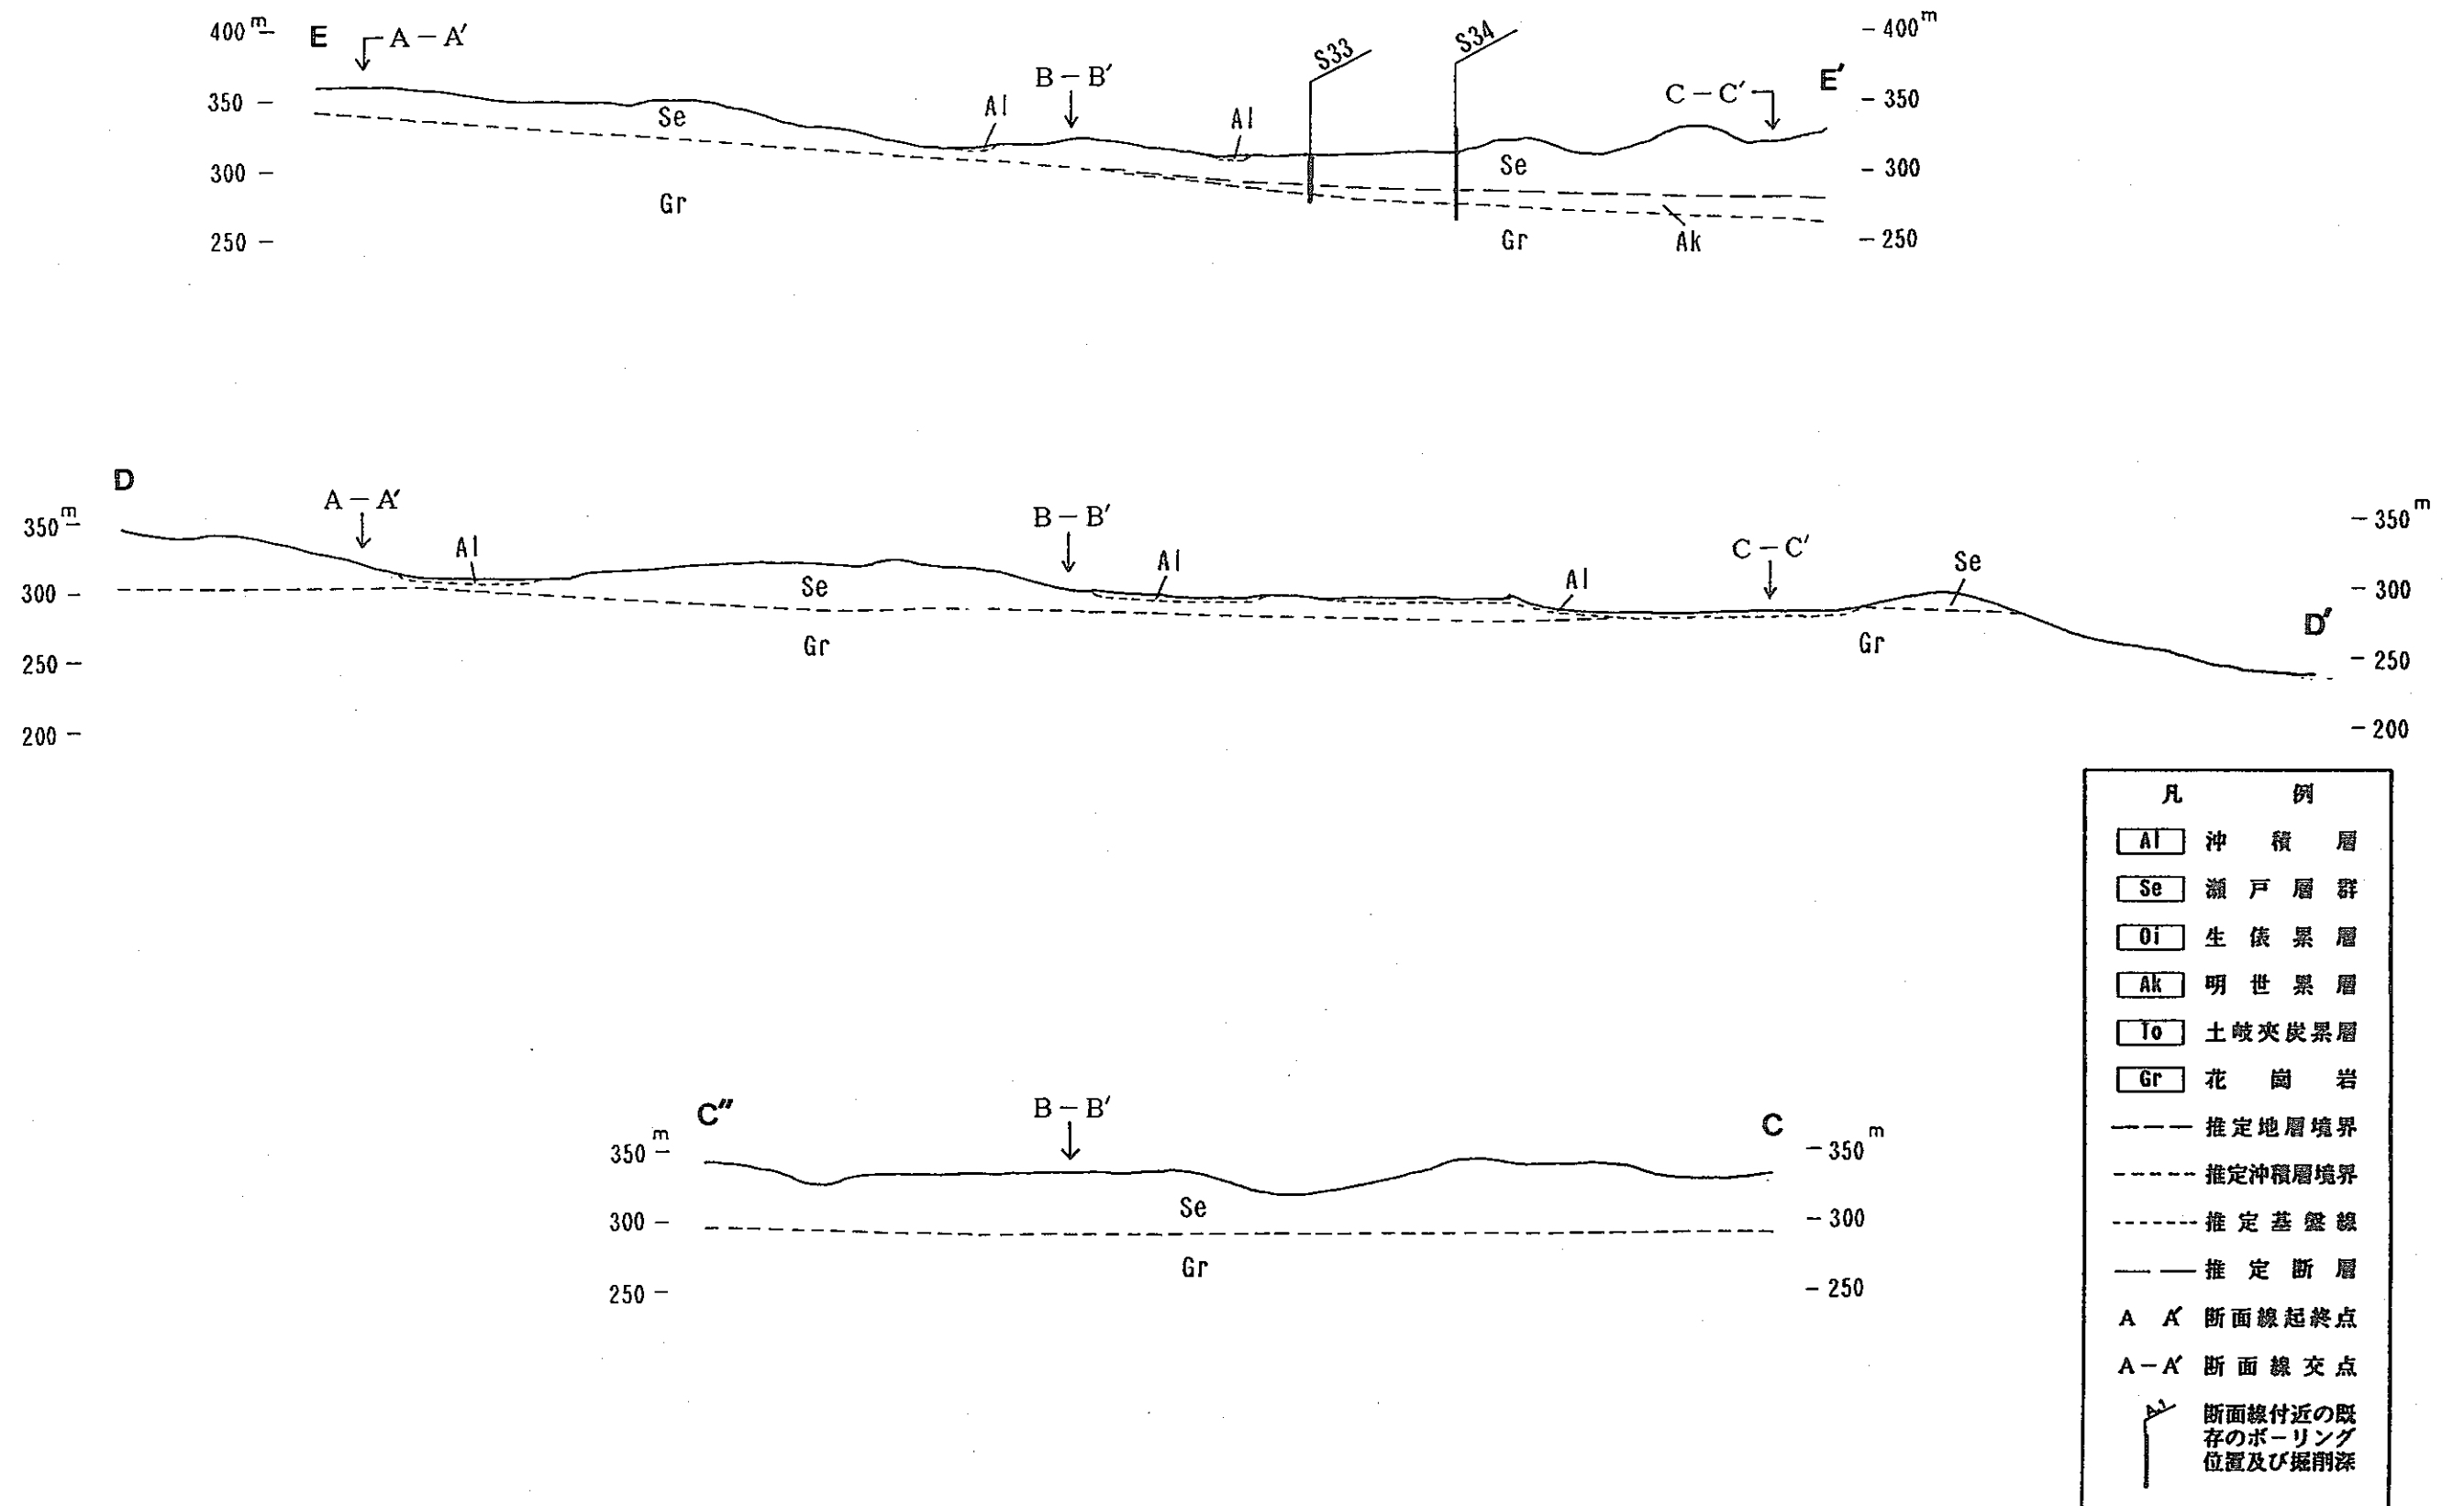 400m
E
A−A′
350
300
250
Se
Gr
Al
B−B′
Al
S33
S34
C−C′
E′
Se
Gr
Ak
400m
350
300
250
D
350m
300
250
200
A−A′
Al
Se
Gr
B−B′
Al
Al
C−C′
Se
Gr
D′
350m
300
250
200
C″
350m
300
250
B−B′
Se
Gr
C
350m
300
250
凡例
Al 沖積層
Se 瀬戸層群
Oi 生俵累層
Ak 明世累層
To 土岐夾炭累層
Gr 花崗岩
推定地層境界
推定沖積層境界
推定基盤線
推定断層
A A′ 断面線起終点
A−A′ 断面線交点
A.1 断面線付近の既
存のボーリング
位置及び掘削深